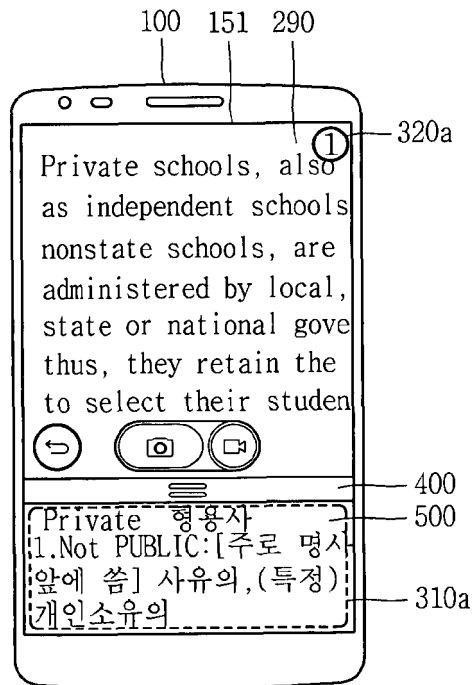 100 151 290
320a
①
Private schools, also
as independent schools
nonstate schools, are
administered by local,
state or national gove
thus, they retain the
to select their studen
400
Private 형용사
500
1.Not PUBLIC:[주로 명사
앞에 씀] 사유의,(특정)
310a
개인소유의